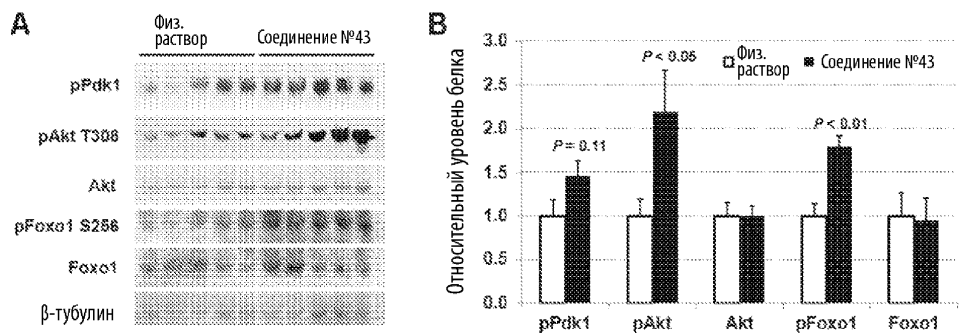 A
Физ.
раствор
Соединение №43
pPdk1
pAkt T308
Akt
pFoxo1 S256
Foxo1
β-тубулин
B
Относительный уровень белка
3.0
2.5
2.0
1.5
1.0
0.5
0.0
Физ.
раствор
Соединение №43
P = 0.11
P < 0.05
P < 0.01
pPdk1
pAkt
Akt
pFoxo1
Foxo1